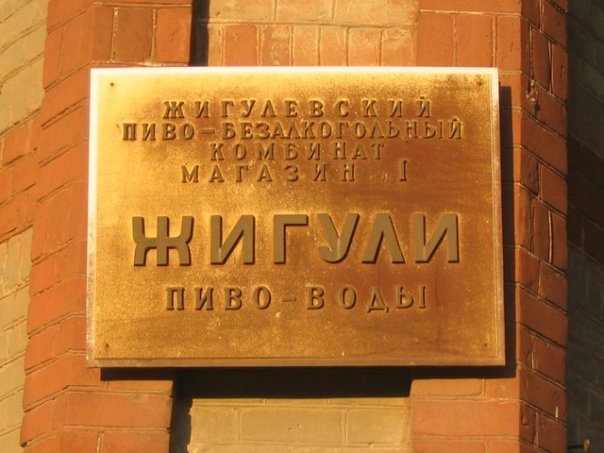 ЖИГУЛЕВСКИЙ
ПИВО-БЕЗАЛКОГОЛЬНЫЙ
КОМБИНАТ
МАГАЗИН 1
ЖИГУЛИ
ПИВО-ВОДЫ